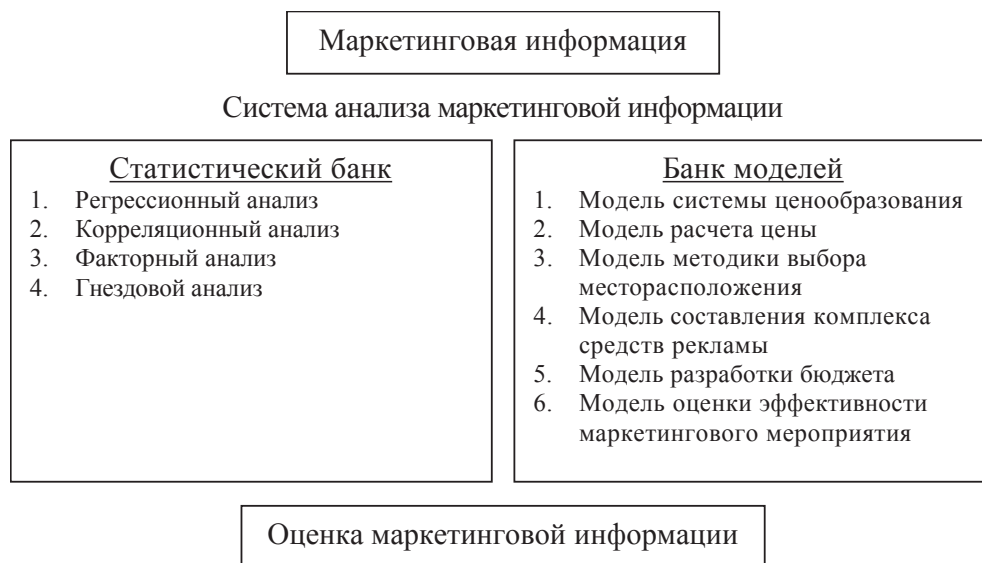 Маркетинговая информация
Система анализа маркетинговой информации
Статистический банк
1. Регрессионный анализ
2. Корреляционный анализ
3. Факторный анализ
4. Гнездовой анализ
Банк моделей
1. Модель системы ценообразования
2. Модель расчета цены
3. Модель методики выбора
месторасположения
4. Модель составления комплекса
средств рекламы
5. Модель разработки бюджета
6. Модель оценки эффективности
маркетингового мероприятия
Оценка маркетинговой информации